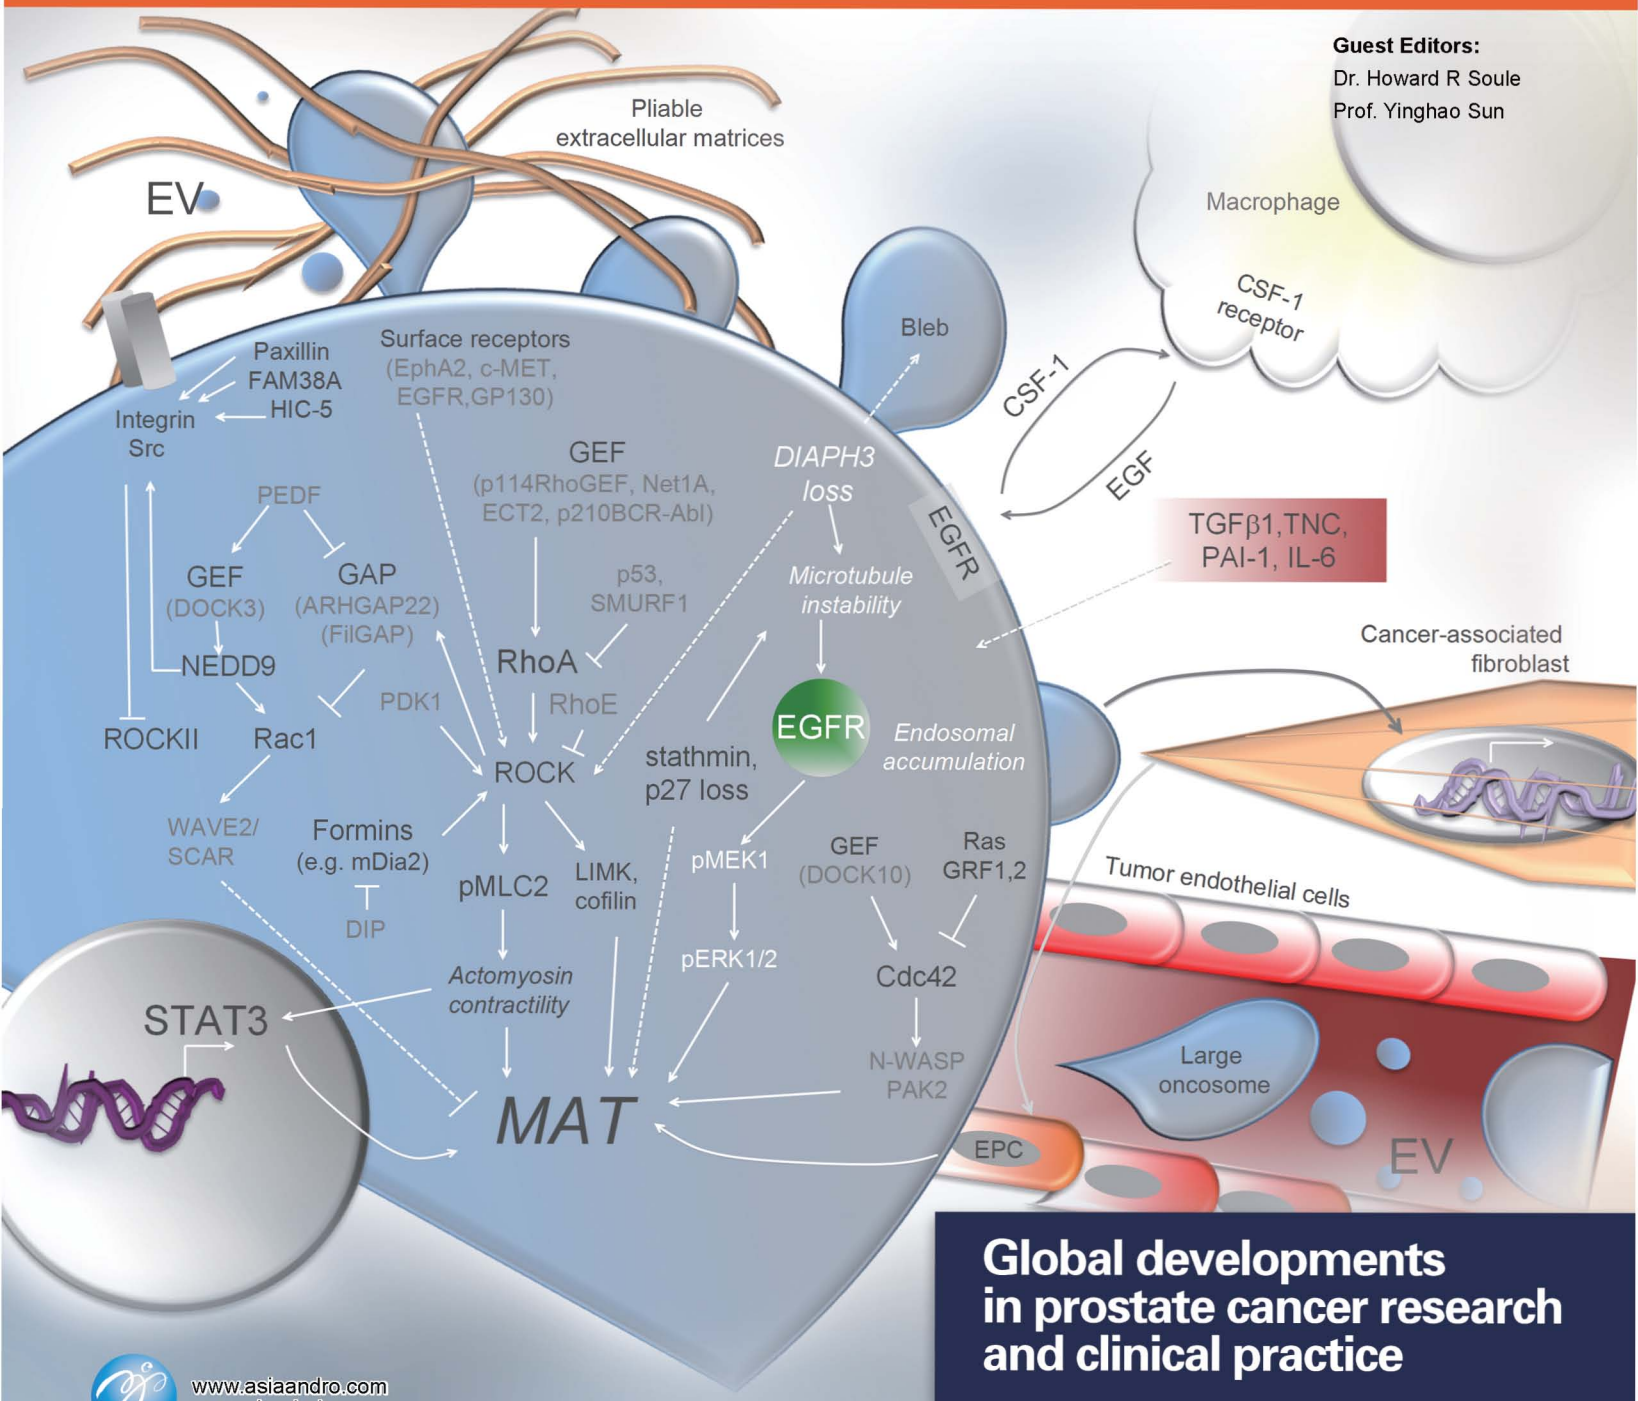 Guest Editors:
Dr. Howard R Soule
Prof. Yinghao Sun
Pliable
extracellular matrices
EV
Macrophage
CSF-1
receptor
Bleb
CSF-1
EGF
Surface receptors
(EphA2, c-MET,
EGFR,GP130)
Paxillin
FAM38A
HIC-5
Integrin
Src
GEF
(p114RhoGEF, Net1A,
ECT2, p210BCR-Abl)
DIAPH3
loss
EGFR
TGFβ1,TNC,
PAI-1, IL-6
PEDF
GEF
(DOCK3)
GAP
(ARHGAP22)
(FilGAP)
p53,
SMURF1
Microtubule
instability
NEDD9
RhoA
RhoE
PDK1
Cancer-associated
fibroblast
ROCKII
Rac1
ROCK
stathmin,
p27 loss
EGFR
Endosomal
accumulation
WAVE2/
SCAR
Formins
(e.g. mDia2)
DIP
pMLC2
LIMK,
cofilin
pMEK1
GEF
(DOCK10)
Ras
GRF1,2
Tumor endothelial cells
pERK1/2
Cdc42
Actomyosin
contractility
STAT3
N-WASP
PAK2
MAT
Large
oncosome
EPC
EV
Global developments
in prostate cancer research
and clinical practice
www.asiaandro.com